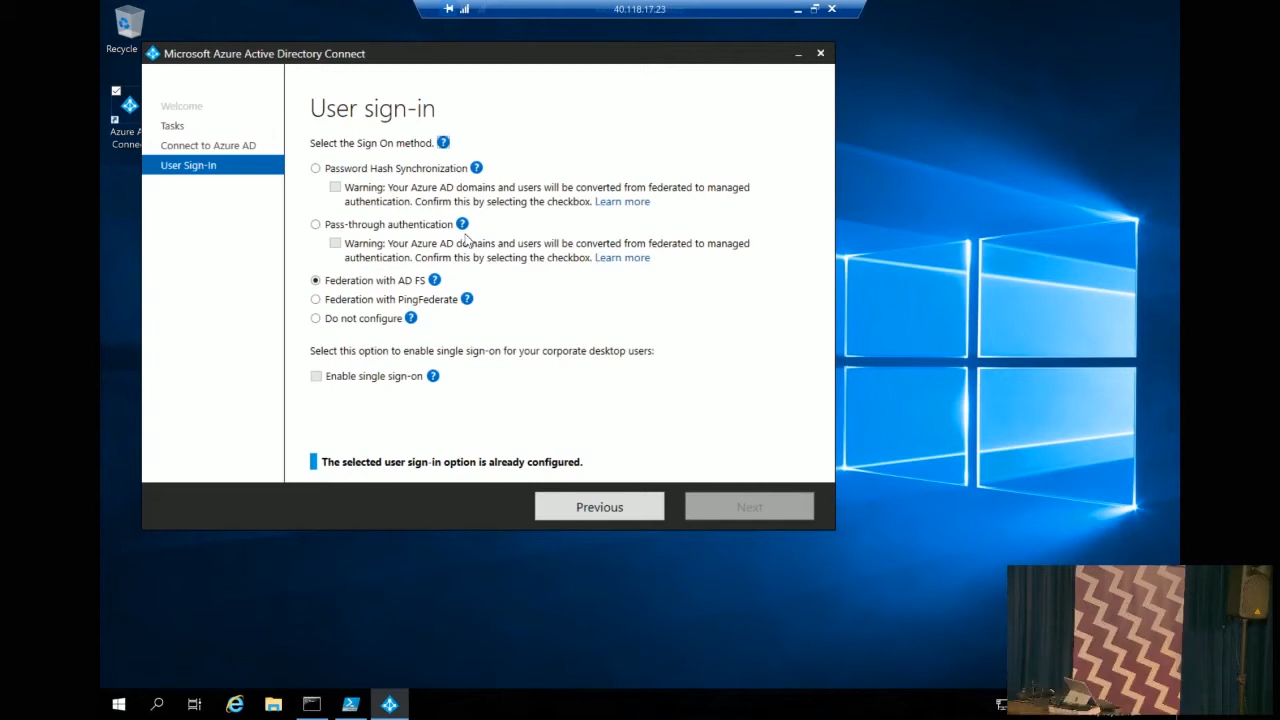 40.118.17.23
Recycle
Microsoft Azure Active Directory Connect
Azure A
Conne
Welcome
Tasks
Connect to Azure AD
User Sign-In
User sign-in
Select the Sign On method. ?
Password Hash Synchronization ?
Warning: Your Azure AD domains and users will be converted from federated to managed
authentication. Confirm this by selecting the checkbox. Learn more
Pass-through authentication ?
Warning: Your Azure AD domains and users will be converted from federated to managed
authentication. Confirm this by selecting the checkbox. Learn more
Federation with AD FS ?
Federation with PingFederate ?
Do not configure ?
Select this option to enable single sign-on for your corporate desktop users:
Enable single sign-on ?
The selected user sign-in option is already configured.
Previous
Next